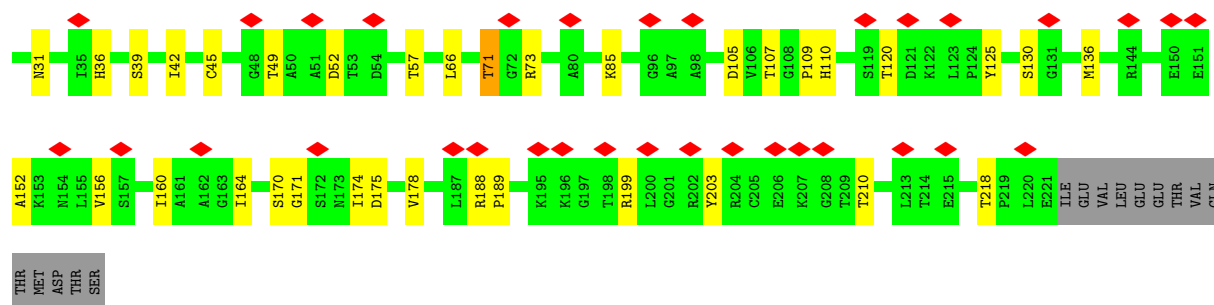 N31 I35 H36 S39 I42 C45 G48 T49 A50 A51 D52 T53 D54 T57 L66 T71 G72 R73 A80 K85 G96 A97 A98 D105 V106 T107 G108 P109 H110 S119 T120 D121 K122 L123 P124 Y125 S130 G131 M136 R144 E150 E151
A152 K153 N154 L155 V156 S157 I160 A161 A162 G163 I164 S170 G171 S172 N173 I174 D175 V178 L187 R188 P189 K195 K196 G197 T198 R199 L200 G201 R202 Y203 R204 C205 E206 K207 G208 T209 T210 L213 T214 E215 T218 P219 L220 E221 ILE GLU VAL LEU GLU GLU THR VAL GLN
THR MET ASP THR SER